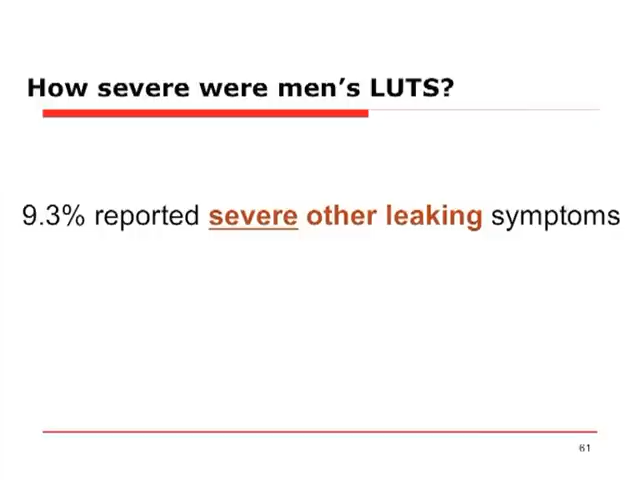 How severe were men’s LUTS?
9.3% reported severe other leaking symptoms
61